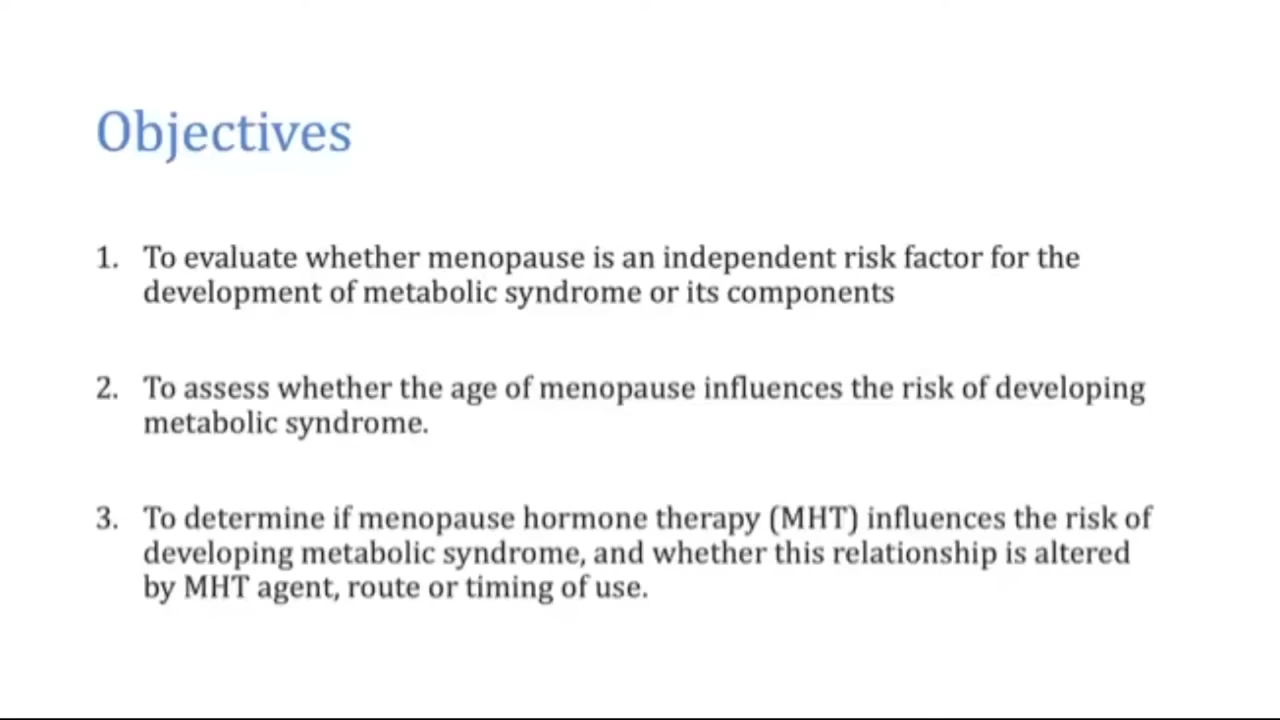 Objectives
1. To evaluate whether menopause is an independent risk factor for the
development of metabolic syndrome or its components
2. To assess whether the age of menopause influences the risk of developing
metabolic syndrome.
3. To determine if menopause hormone therapy (MHT) influences the risk of
developing metabolic syndrome, and whether this relationship is altered
by MHT agent, route or timing of use.